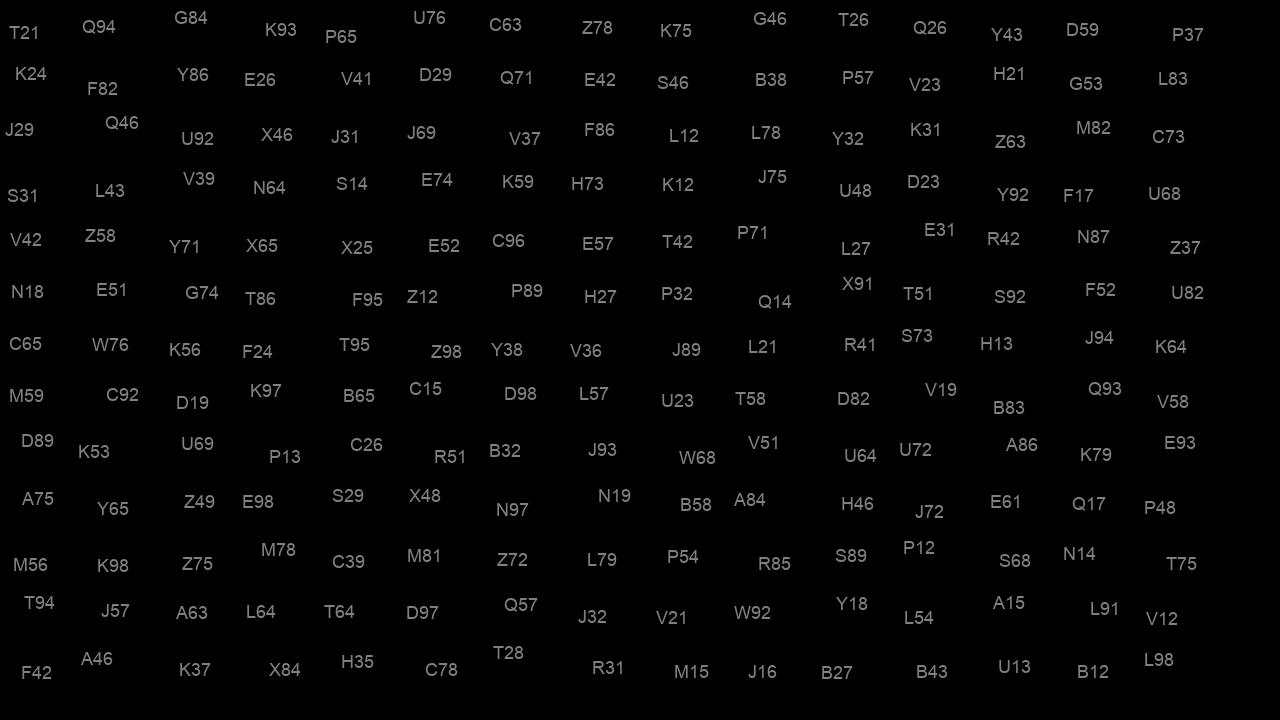 T21 Q94 G84 K93 P65 U76 C63 Z78 K75 G46 T26 Q26 Y43 D59 P37
K24 F82 Y86 E26 V41 D29 Q71 E42 S46 B38 P57 V23 H21 G53 L83
J29 Q46 U92 X46 J31 J69 V37 F86 L12 L78 Y32 K31 Z63 M82 C73
S31 L43 V39 N64 S14 E74 K59 H73 K12 J75 U48 D23 Y92 F17 U68
V42 Z58 Y71 X65 X25 E52 C96 E57 T42 P71 L27 E31 R42 N87 Z37
N18 E51 G74 T86 F95 Z12 P89 H27 P32 Q14 X91 T51 S92 F52 U82
C65 W76 K56 F24 T95 Z98 Y38 V36 J89 L21 R41 S73 H13 J94 K64
M59 C92 D19 K97 B65 C15 D98 L57 U23 T58 D82 V19 B83 Q93 V58
D89 K53 U69 P13 C26 R51 B32 J93 W68 V51 U64 U72 A86 K79 E93
A75 Y65 Z49 E98 S29 X48 N97 N19 B58 A84 H46 J72 E61 Q17 P48
M56 K98 Z75 M78 C39 M81 Z72 L79 P54 R85 S89 P12 S68 N14 T75
T94 J57 A63 L64 T64 D97 Q57 J32 V21 W92 Y18 L54 A15 L91 V12
F42 A46 K37 X84 H35 C78 T28 R31 M15 J16 B27 B43 U13 B12 L98